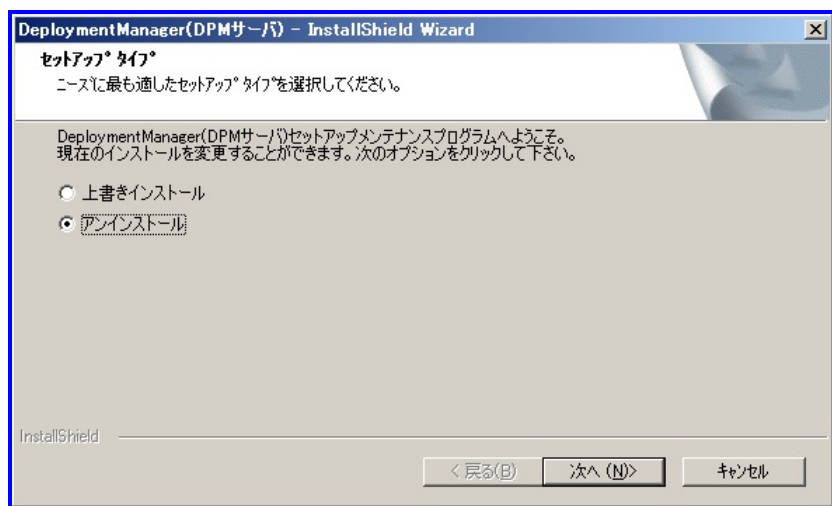 DeploymentManager(DPMサーバ) - InstallShield Wizard
セットアップ タイプ
ニーズに最も適したセットアップ タイプを選択してください。
DeploymentManager(DPMサーバ)セットアップメンテナンスプログラムへようこそ。
現在のインストールを変更することができます。次のオプションをクリックして下さい。
上書きインストール
アンインストール
InstallShield
< 戻る(B)
次へ (N)>
キャンセル